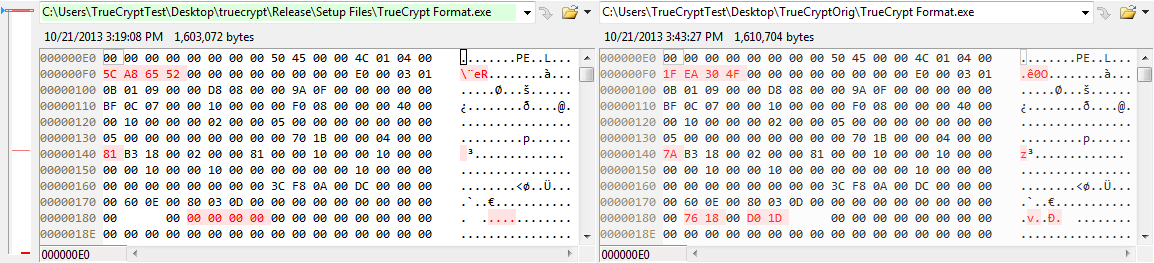 C:\Users\TrueCryptTest\Desktop\truecrypt\Release\Setup Files\TrueCrypt Format.exe
10/21/2013 3:19:08 PM 1,603,072 bytes
000000E0 00 00 00 00 00 00 00 00 50 45 00 00 4C 01 04 00 ........PE..L...
000000F0 5C A8 65 52 00 00 00 00 00 00 00 00 E0 00 03 01 \¨eR........à...
00000100 0B 01 09 00 00 D8 08 00 00 9A 0F 00 00 00 00 00 .....Ø...š......
00000110 BF 0C 07 00 00 10 00 00 00 F0 08 00 00 00 40 00 ¿........ð....@.
00000120 00 10 00 00 00 02 00 00 05 00 00 00 00 00 00 00 ................
00000130 05 00 00 00 00 00 00 00 00 70 1B 00 00 04 00 00 .........p......
00000140 81 B3 18 00 02 00 00 81 00 00 10 00 00 10 00 00 ³..............
00000150 00 00 10 00 00 10 00 00 00 00 00 00 10 00 00 00 ................
00000160 00 00 00 00 00 00 00 00 3C F8 0A 00 DC 00 00 00 ........<ø..Ü...
00000170 00 60 0E 00 80 03 0D 00 00 00 00 00 00 00 00 00 .`..€...........
00000180 00 00 00 00 00 00 00 00 00 00 00 00 00 00 ..............
0000018E 00 00 00 00 00 00 00 00 00 00 00 00 00 00 00 00 ................
000000E0
C:\Users\TrueCryptTest\Desktop\TrueCryptOrig\TrueCrypt Format.exe
10/21/2013 3:43:27 PM 1,610,704 bytes
000000E0 00 00 00 00 00 00 00 00 50 45 00 00 4C 01 04 00 ........PE..L...
000000F0 1F EA 30 4F 00 00 00 00 00 00 00 00 E0 00 03 01 .ê0O........à...
00000100 0B 01 09 00 00 D8 08 00 00 9A 0F 00 00 00 00 00 .....Ø...š......
00000110 BF 0C 07 00 00 10 00 00 00 F0 08 00 00 00 40 00 ¿........ð....@.
00000120 00 10 00 00 00 02 00 00 05 00 00 00 00 00 00 00 ................
00000130 05 00 00 00 00 00 00 00 00 70 1B 00 00 04 00 00 .........p......
00000140 7A B3 18 00 02 00 00 81 00 00 10 00 00 10 00 00 z³..............
00000150 00 00 10 00 00 10 00 00 00 00 00 00 10 00 00 00 ................
00000160 00 00 00 00 00 00 00 00 3C F8 0A 00 DC 00 00 00 ........<ø..Ü...
00000170 00 60 0E 00 80 03 0D 00 00 00 00 00 00 00 00 00 .`..€...........
00000180 00 76 18 00 D0 1D 00 00 00 00 00 00 00 00 .v..Ð.........
0000018E 00 00 00 00 00 00 00 00 00 00 00 00 00 00 00 00 ................
000000E0